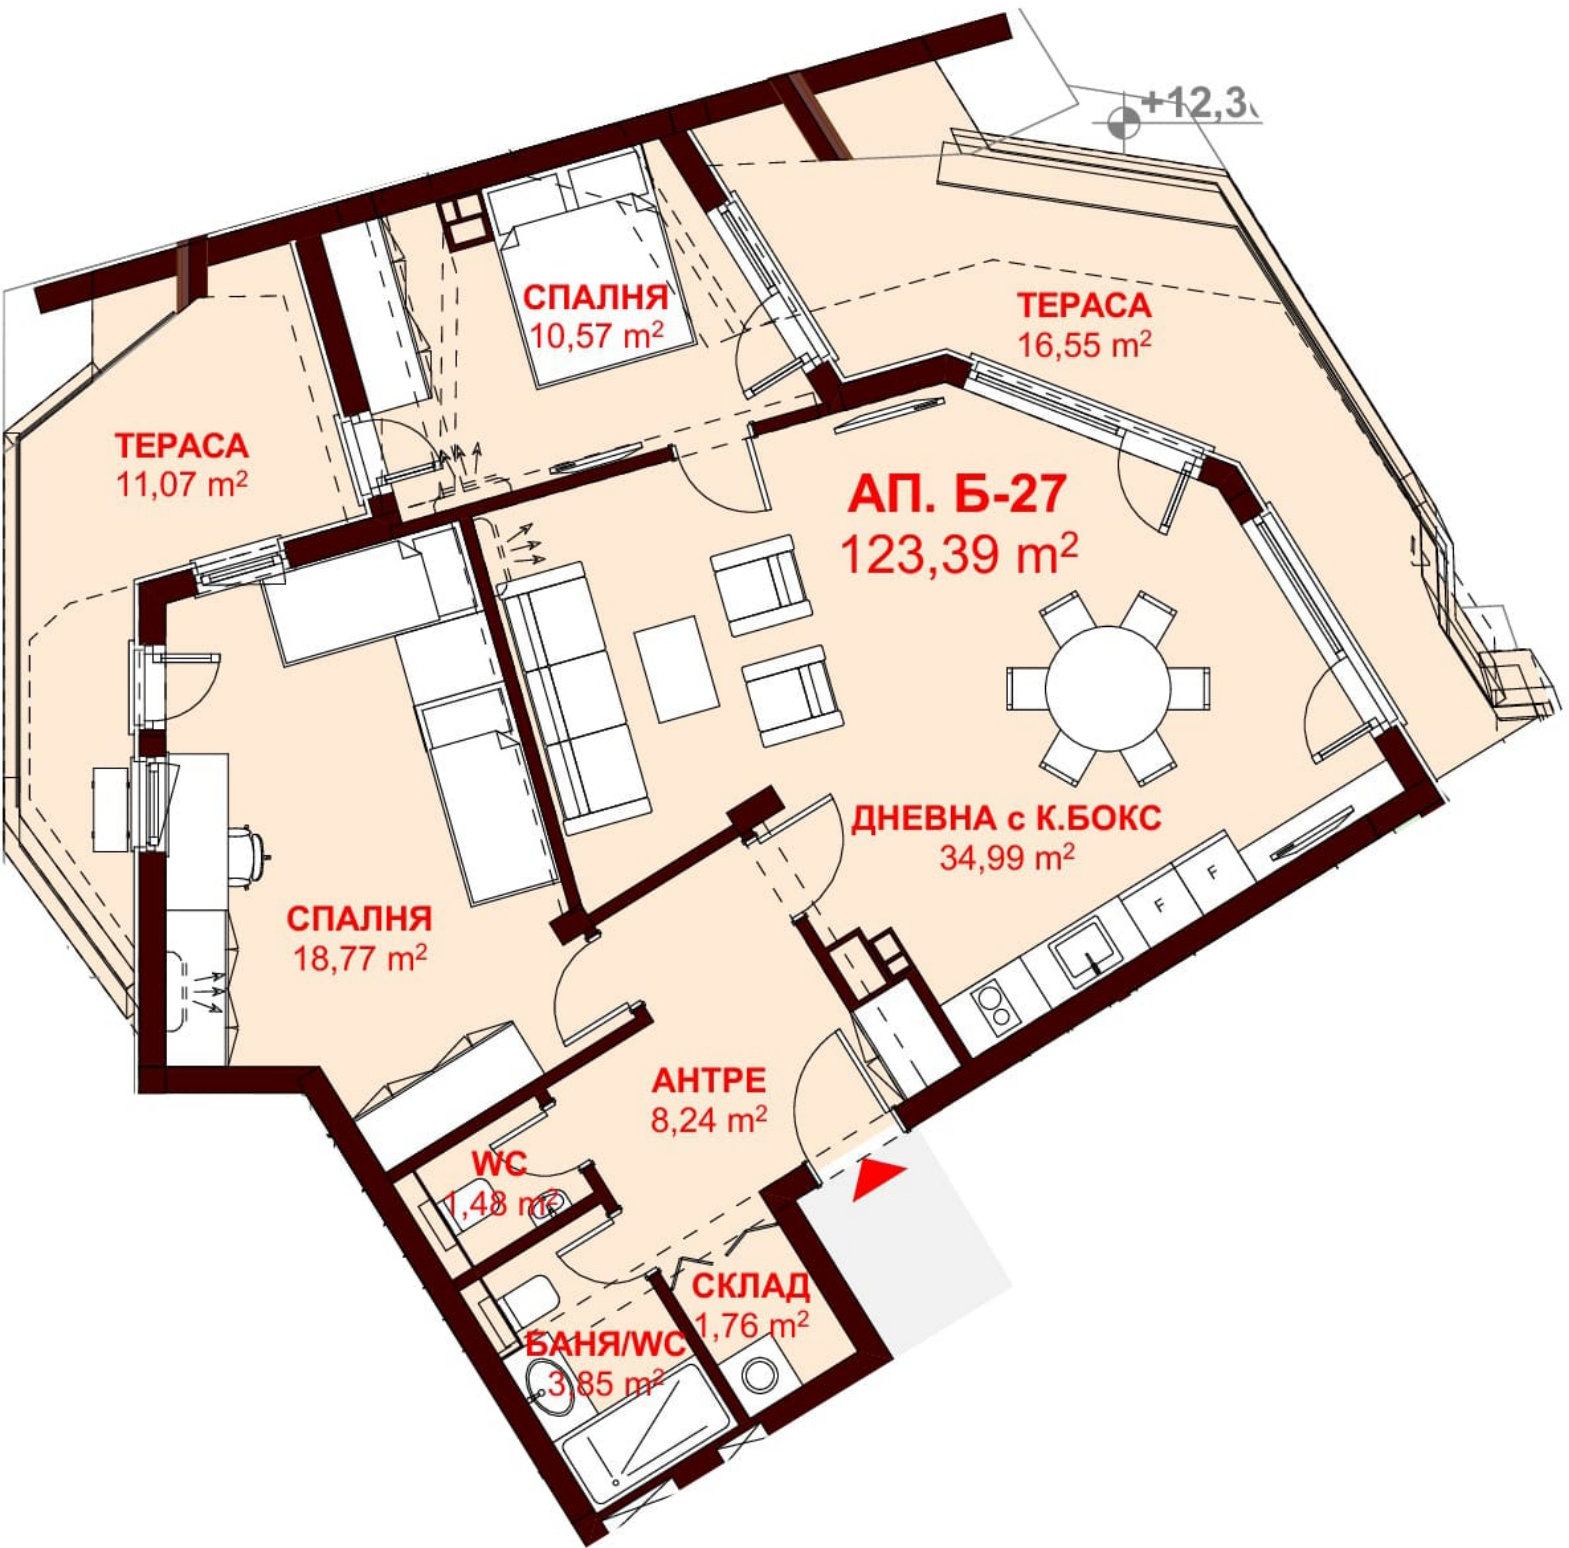 +12,3
СПАЛНЯ
10,57 m²
ТЕРАСА
16,55 m²
ТЕРАСА
11,07 m²
АП. Б-27
123,39 m²
ДНЕВНА с К.БОКС
34,99 m²
F
F
СПАЛНЯ
18,77 m²
АНТРЕ
8,24 m²
WC
1,48 m²
СКЛАД
1,76 m²
БАНЯ/WC
3,85 m²